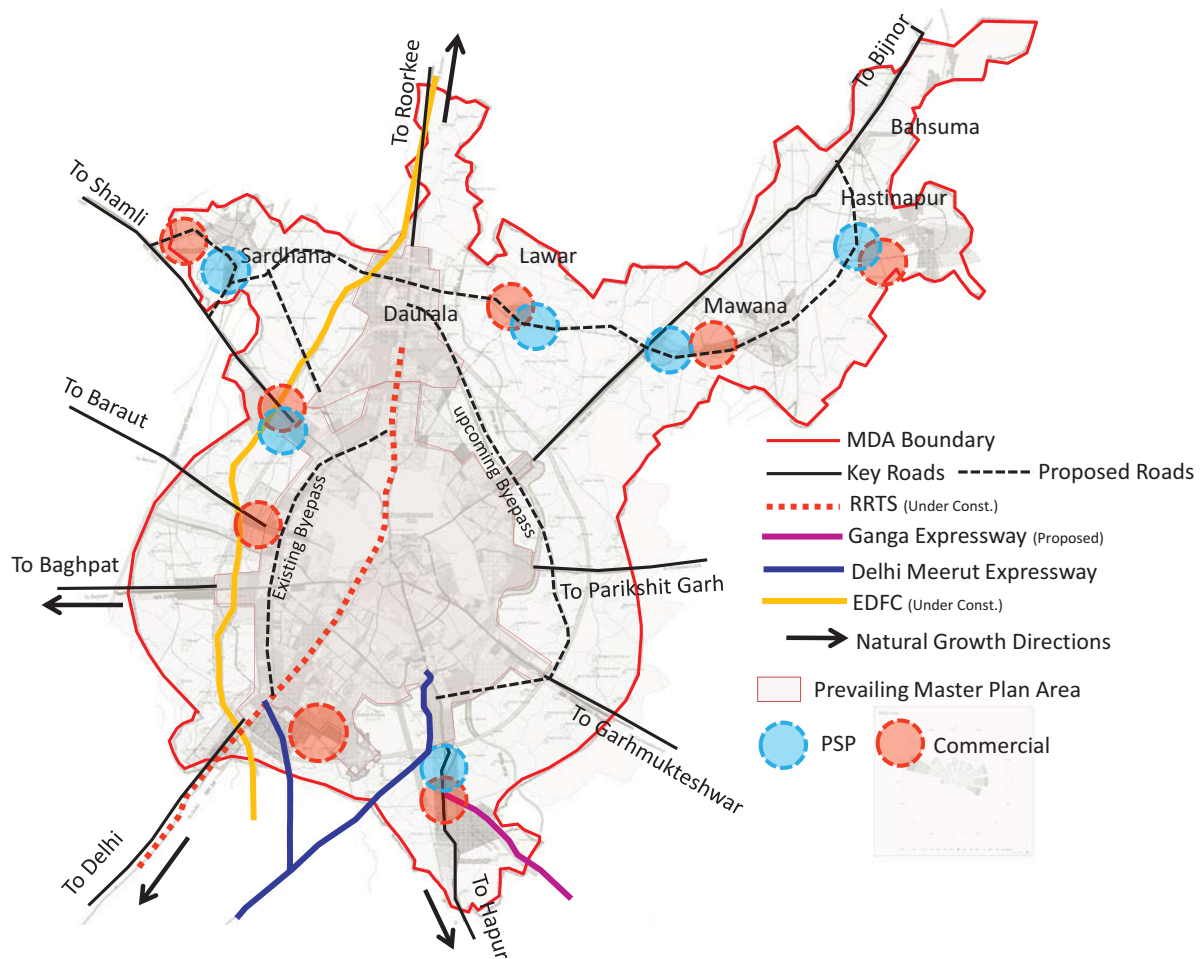 To Roorkee
To Bijnor
Bahsuma
To Shamli
Hastinapur
Sardhana
Lawar
Daurala
Mawana
To Baraut
upcoming Byepass
Existing Byepass
To Baghpat
To Parikshit Garh
To Garhmukteshwar
To Delhi
To Hapur
MDA Boundary
Key Roads
Proposed Roads
RRTS (Under Const.)
Ganga Expressway (Proposed)
Delhi Meerut Expressway
EDFC (Under Const.)
Natural Growth Directions
Prevailing Master Plan Area
PSP
Commercial